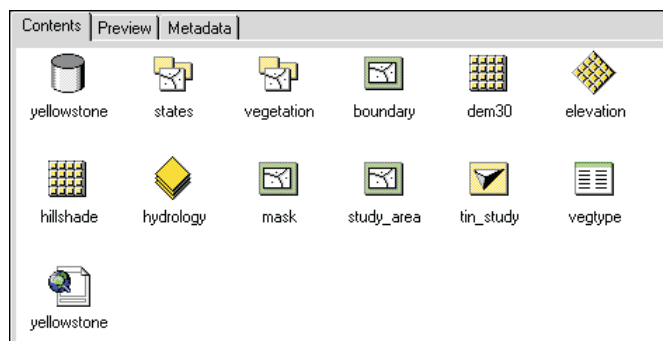 Contents Preview Metadata
yellowstone states vegetation boundary dem30 elevation
hillshade hydrology mask study_area tin_study vegtype
yellowstone